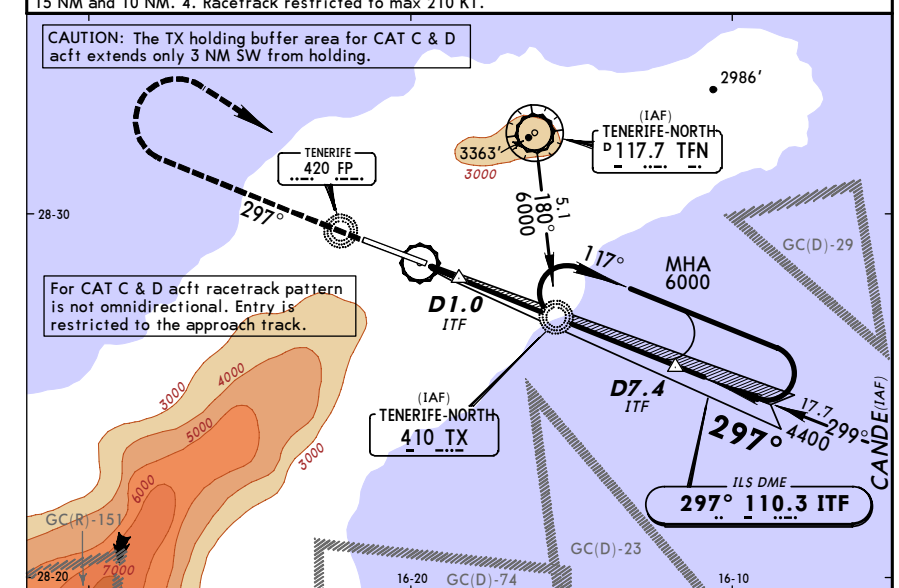 15 NM and 10 NM. 4. Racetrack restricted to max 210 KT.
CAUTION: The TX holding buffer area for CAT C & D
acft extends only 3 NM SW from holding.
2986'
(IAF)
TENERIFE-NORTH
D 117.7 TFN
TENERIFE
420 FP
3363'
3000
5.1
180°
6000
28-30
297°
GC(D)-29
117°
MHA
6000
For CAT C & D acft racetrack pattern
is not omnidirectional. Entry is
restricted to the approach track.
D1.0
ITF
D7.4
ITF
3000
4000
5000
3000
6000
7000
(IAF)
TENERIFE-NORTH
410 TX
297°
17.7
299°
4400
CANDE (IAF)
ILS DME
297° 110.3 ITF
GC(R)-151
GC(D)-23
28-20
16-20
GC(D)-74
16-10